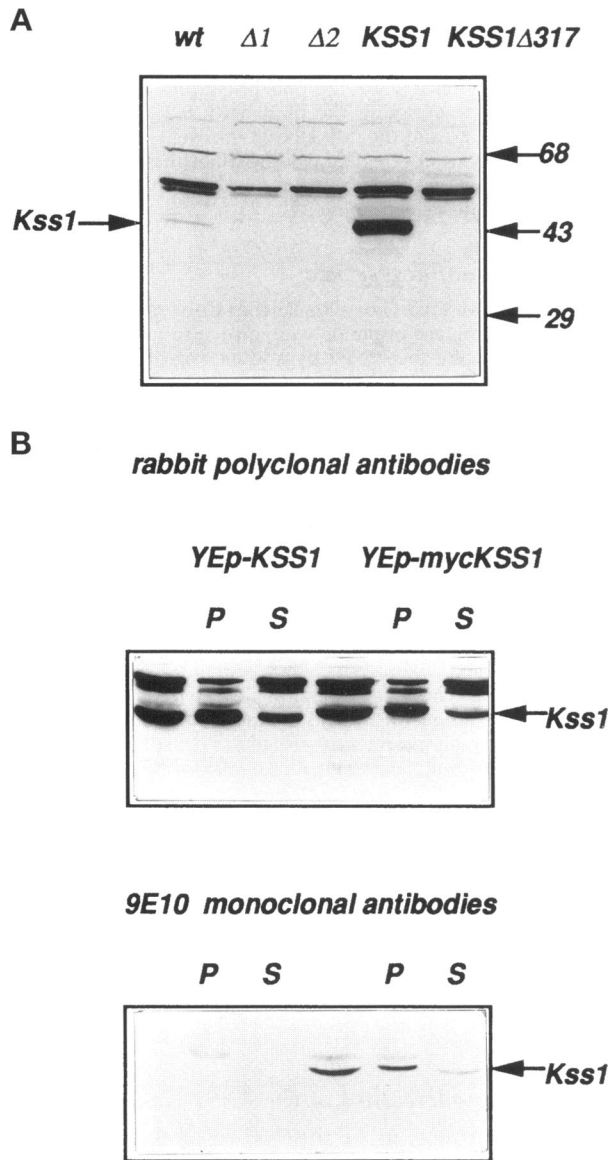 A
wt Δ1 Δ2 KSS1 KSS1Δ317
68
Kss1
43
29
B
rabbit polyclonal antibodies
YEp-KSS1 YEp-mycKSS1
P S P S
Kss1
9E10 monoclonal antibodies
P S P S
Kss1